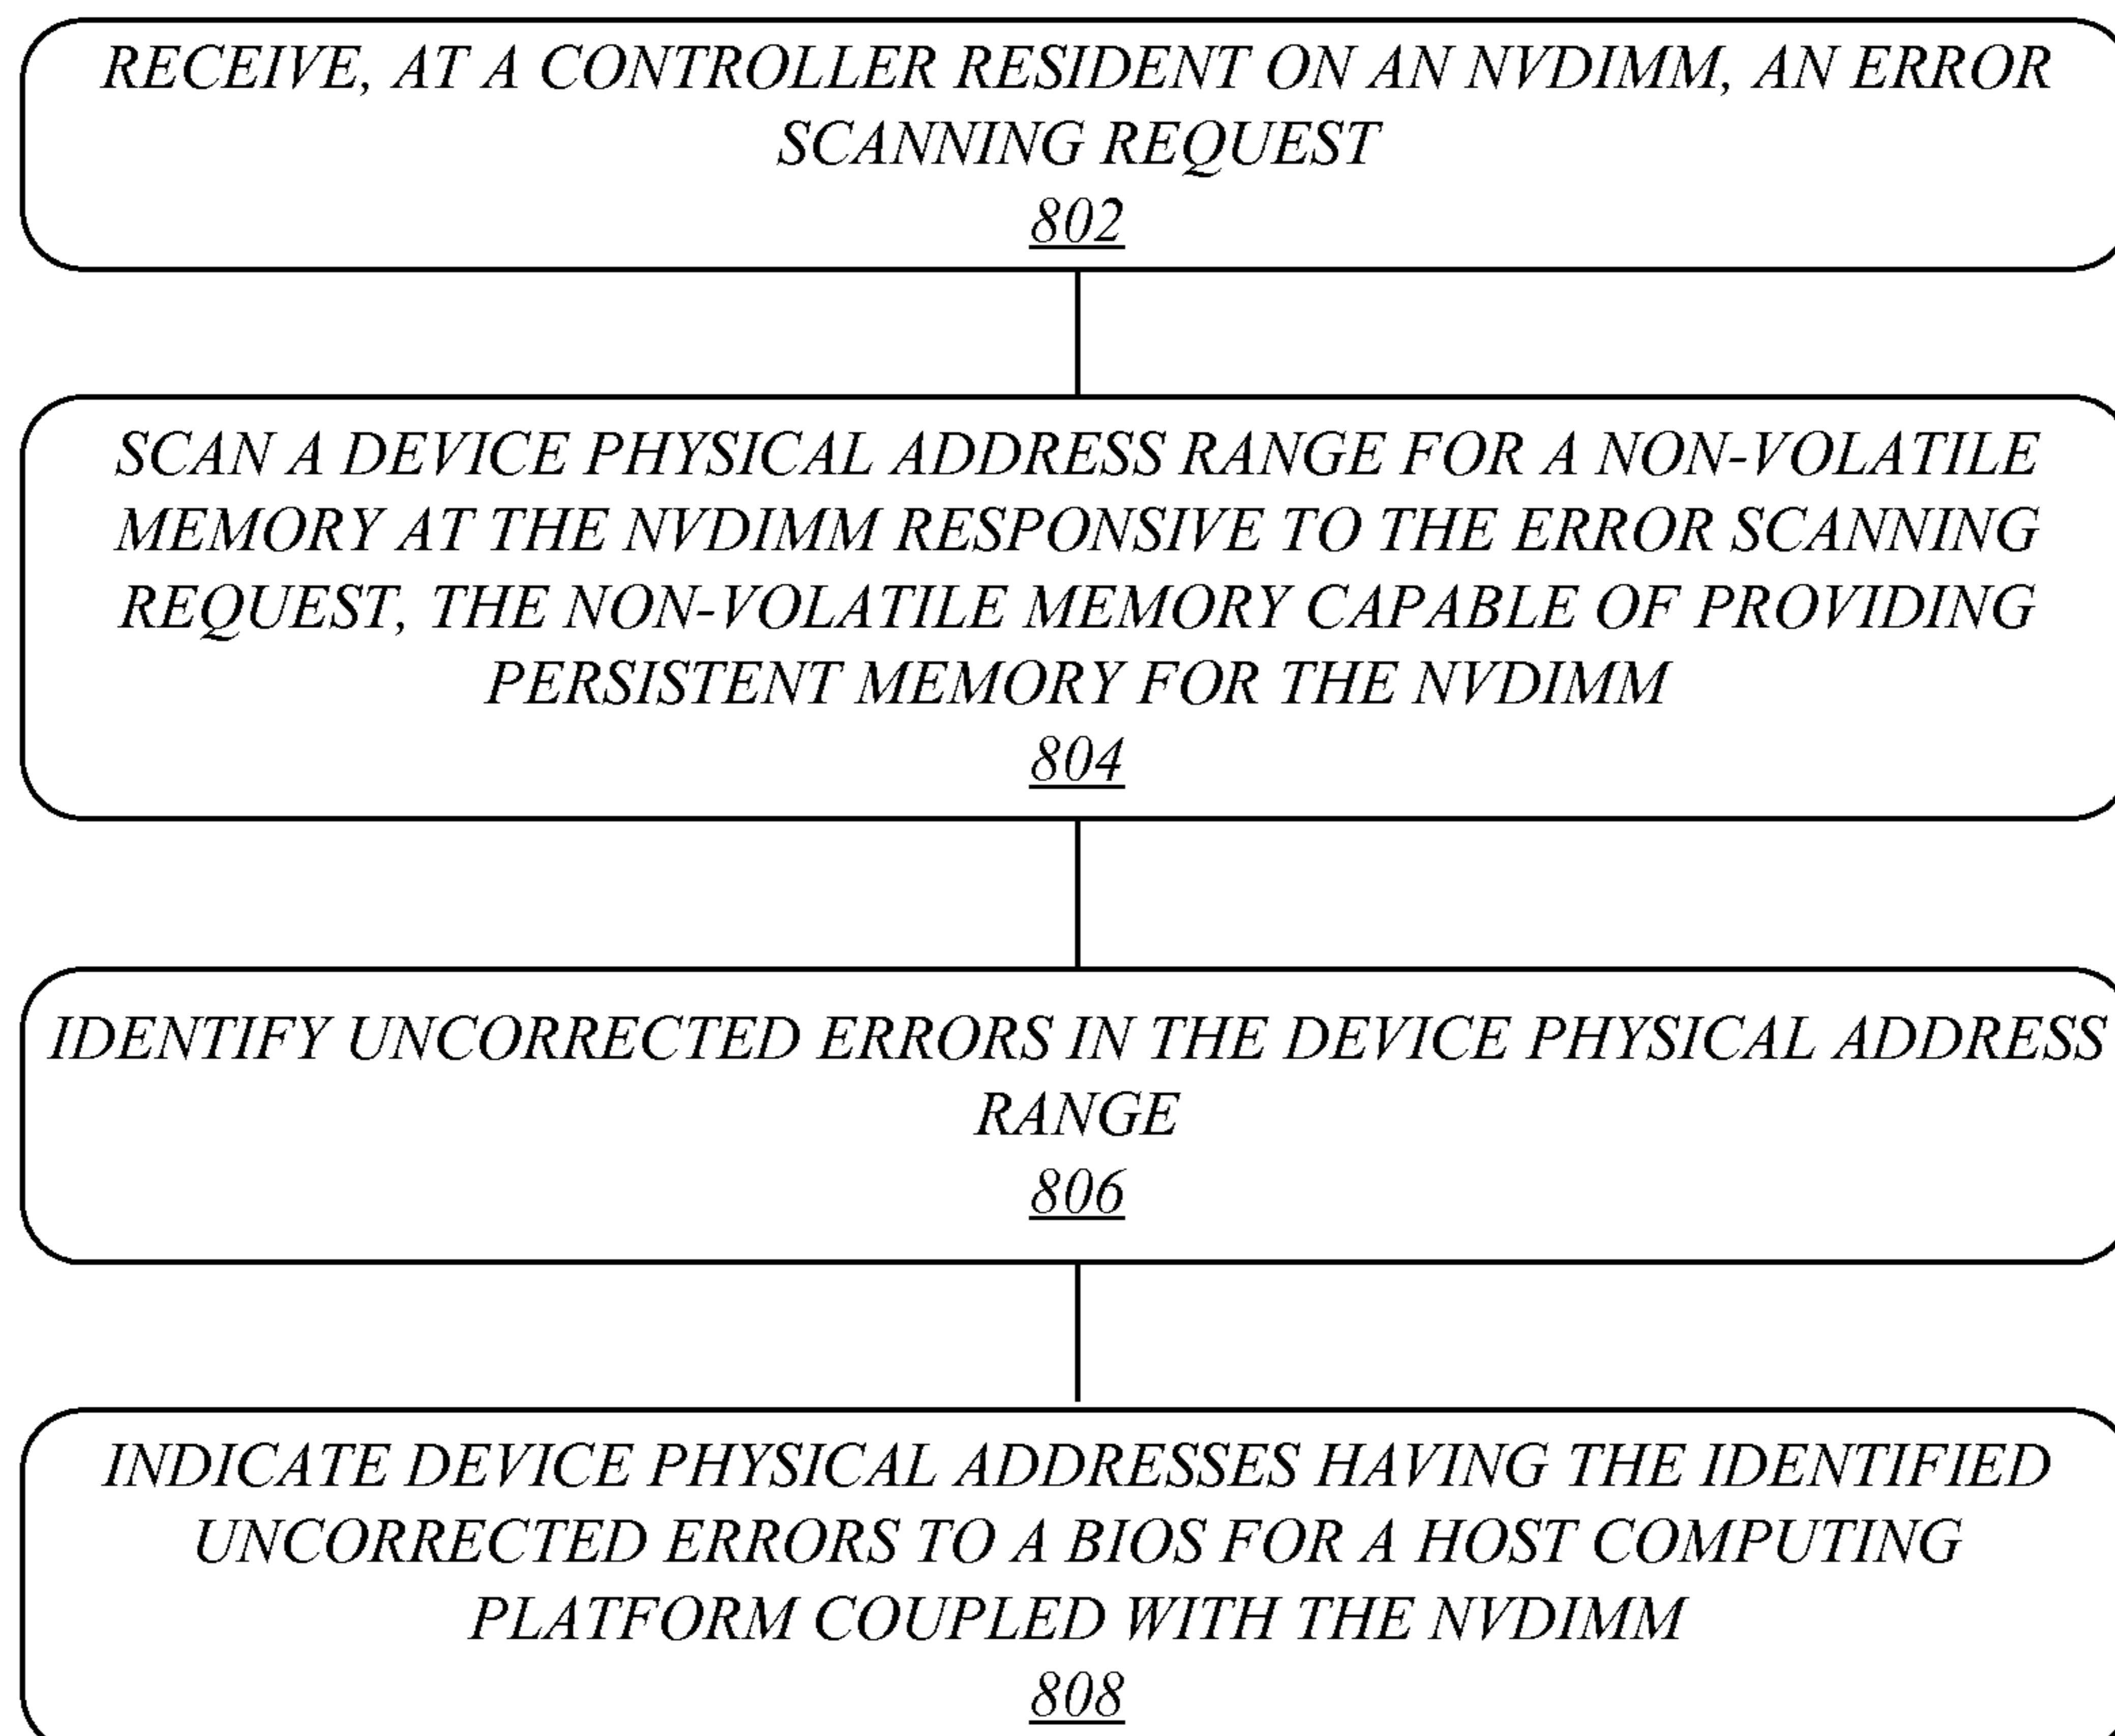 RECEIVE, AT A CONTROLLER RESIDENT ON AN NVDIMM, AN ERROR
SCANNING REQUEST
802
SCAN A DEVICE PHYSICAL ADDRESS RANGE FOR A NON-VOLATILE
MEMORY AT THE NVDIMM RESPONSIVE TO THE ERROR SCANNING
REQUEST, THE NON-VOLATILE MEMORY CAPABLE OF PROVIDING
PERSISTENT MEMORY FOR THE NVDIMM
804
IDENTIFY UNCORRECTED ERRORS IN THE DEVICE PHYSICAL ADDRESS
RANGE
806
INDICATE DEVICE PHYSICAL ADDRESSES HAVING THE IDENTIFIED
UNCORRECTED ERRORS TO A BIOS FOR A HOST COMPUTING
PLATFORM COUPLED WITH THE NVDIMM
808